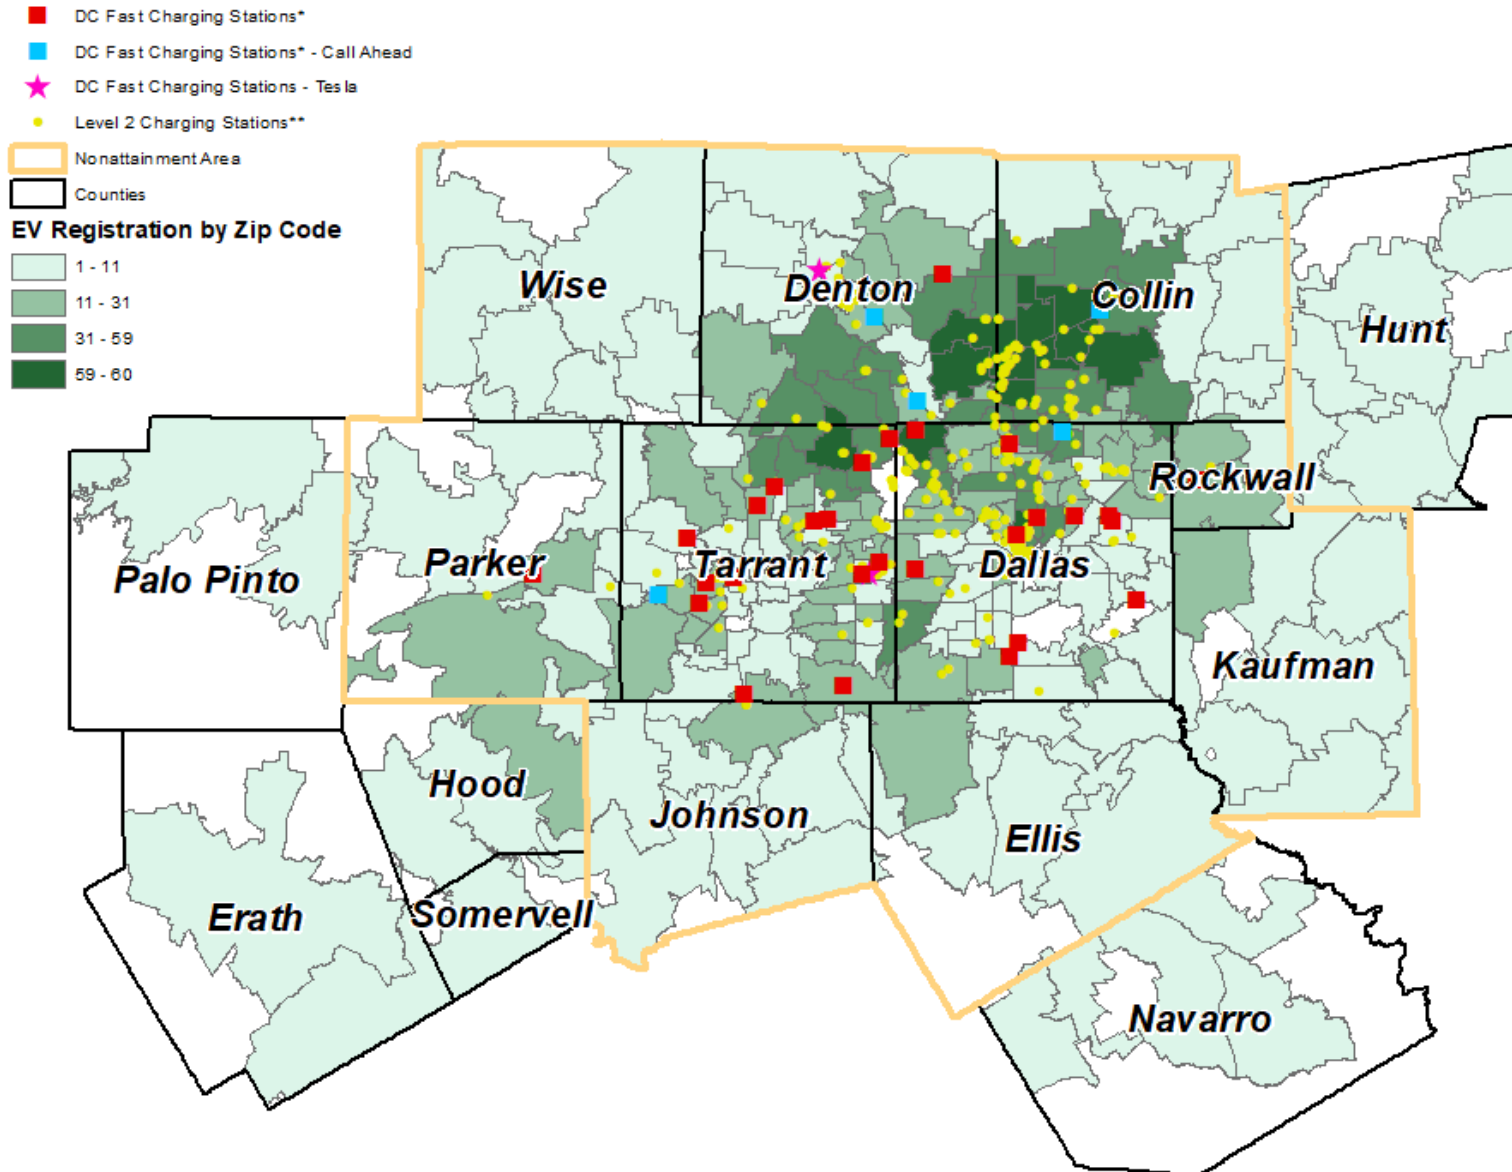 DC Fast Charging Stations*
DC Fast Charging Stations* - Call Ahead
DC Fast Charging Stations - Tesla
Level 2 Charging Stations**
Nonattainment Area
Counties
EV Registration by Zip Code
1 - 11
11 - 31
31 - 59
59 - 60
Wise
Denton
Collin
Hunt
Palo Pinto
Parker
Tarrant
Dallas
Rockwall
Kaufman
Hood
Johnson
Ellis
Erath
Somervell
Navarro